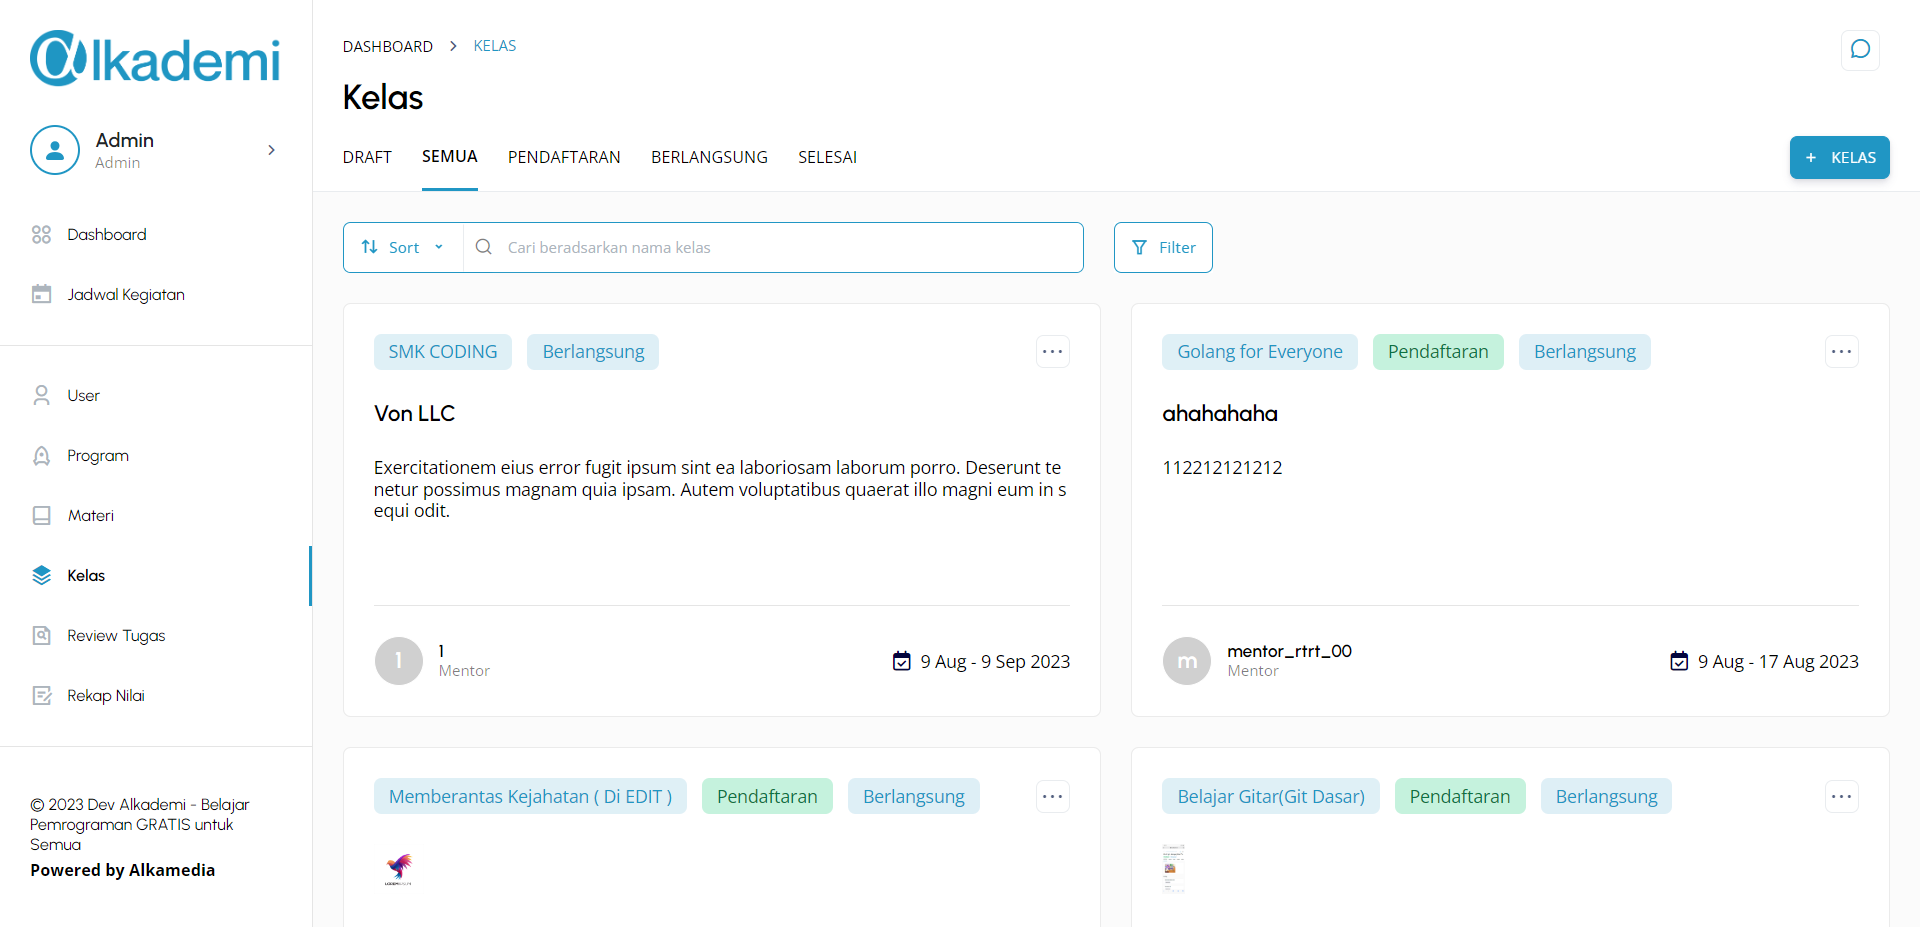 Alkademi
Admin
Admin
Dashboard
Jadwal Kegiatan
User
Program
Materi
Kelas
Review Tugas
Rekap Nilai
© 2023 Dev Alkademi - Belajar
Pemrograman GRATIS untuk
Semua
Powered by Alkamedia
DASHBOARD > KELAS
Kelas
DRAFT SEMUA PENDAFTARAN BERLANGSUNG SELESAI
+ KELAS
Sort Cari beradsarkan nama kelas Filter
SMK CODING Berlangsung
Von LLC
Exercitationem eius error fugit ipsum sint ea laboriosam laborum porro. Deserunt te
netur possimus magnam quia ipsam. Autem voluptatibus quaerat illo magni eum in s
equi odit.
1
1
Mentor
9 Aug - 9 Sep 2023
Golang for Everyone Pendaftaran Berlangsung
ahahahaha
112212121212
m
mentor_rtrt_00
Mentor
9 Aug - 17 Aug 2023
Memberantas Kejahatan ( Di EDIT ) Pendaftaran Berlangsung
Belajar Gitar(Git Dasar) Pendaftaran Berlangsung